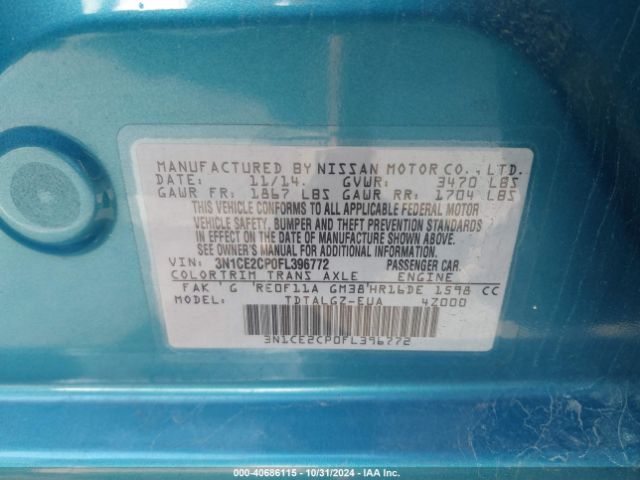 MANUFACTURED BY NISSAN MOTOR CO., LTD.
DATE: 11/14. GVWR: 3470 LBS
GAWR FR: 1867 LBS GAWR RR: 1704 LBS
THIS VEHICLE CONFORMS TO ALL APPLICABLE FEDERAL MOTOR
VEHICLE SAFETY, BUMPER AND THEFT PREVENTION STANDARDS
IN EFFECT ON THE DATE OF MANUFACTURE SHOWN ABOVE.
SEE OWNER'S MANUAL FOR ADDITIONAL INFORMATION.
VIN: 3N1CE2CP0FL396772 PASSENGER CAR.
COLOR TRIM TRANS AXLE ENGINE
FAK G RE0F11A GM38 HR16DE 1598 CC
MODEL: TDTALGZ-EUA 4Z000
3N1CE2CP0FL396772
000-40686115 - 10/31/2024 - IAA Inc.